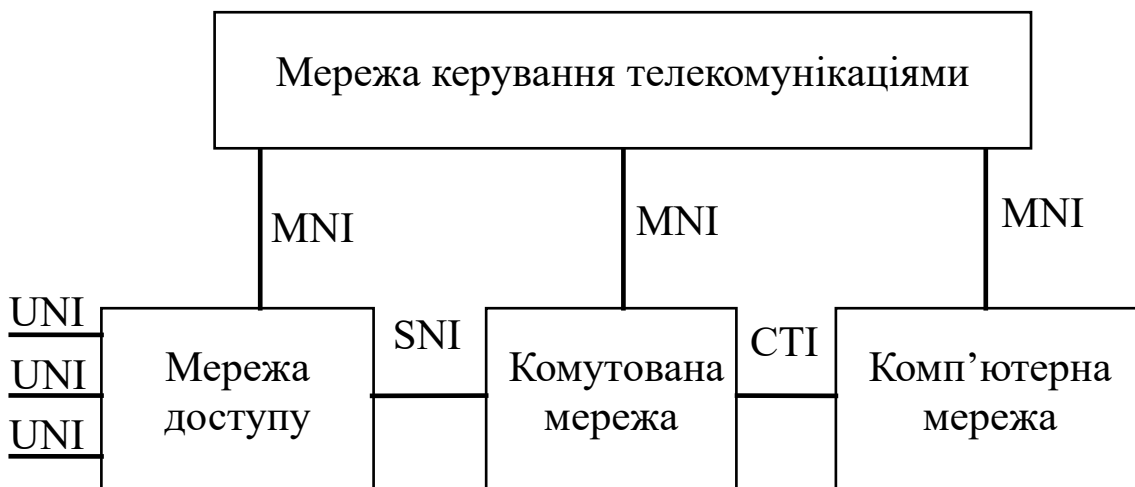 Мережа керування телекомунікаціями
MNI
MNI
MNI
UNI
UNI
UNI
Мережа
доступу
SNI
Комутована
мережа
CTI
Комп’ютерна
мережа